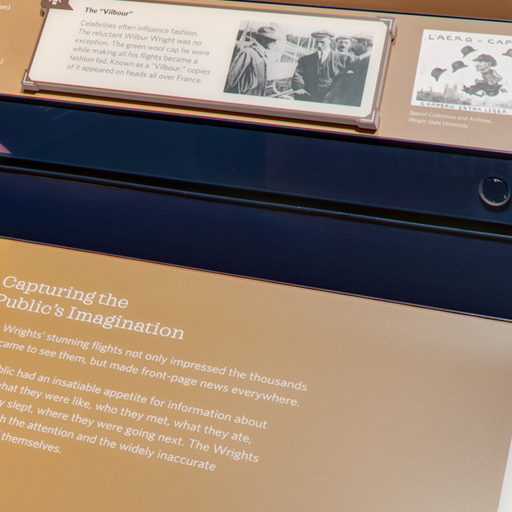 The "Vilbour"
Celebrities often influence fashion.
The reluctant Wilbur Wright was no
exception. The green wool cap he wore
while making all his flights became a
fashion fad. Known as a "Vilbour," copies
of it appeared on heads all over France.
L'AERO - CAP
CHAPEAU EXTRA LEGER
Special Collections and Archives,
Wright State University
Capturing the
Public's Imagination
Wrights' stunning flights not only impressed the thousands
came to see them, but made front-page news everywhere.
blic had an insatiable appetite for information about
what they were like, who they met, what they ate,
y slept, where they were going next. The Wrights
h the attention and the widely inaccurate
themselves.